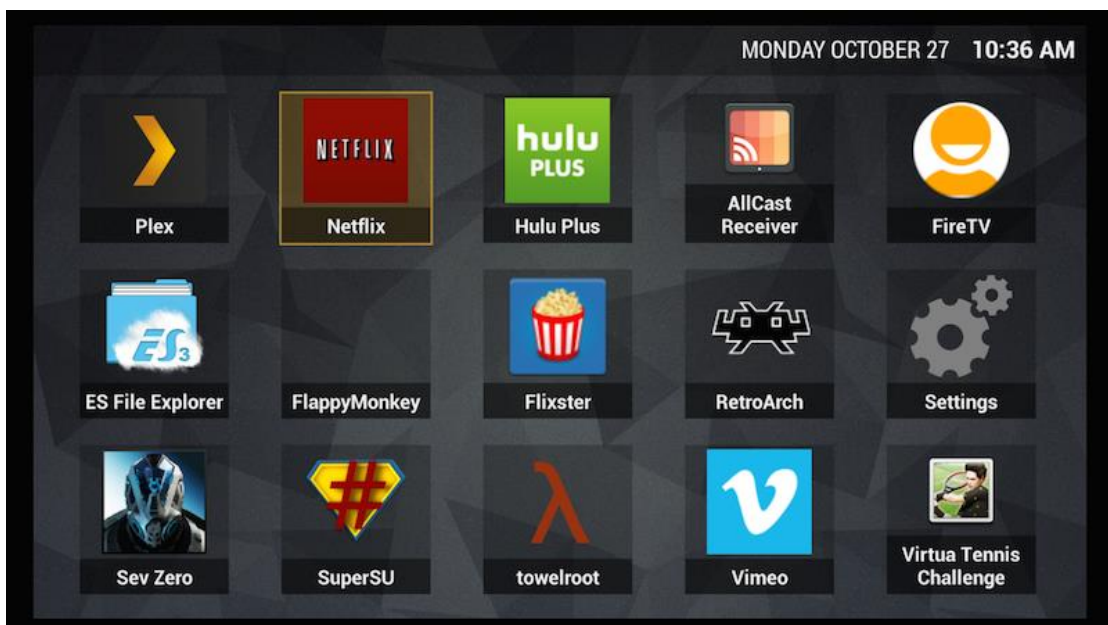 MONDAY OCTOBER 27 10:36 AM
Plex
NETFLIX
Netflix
hulu
PLUS
Hulu Plus
AllCast
Receiver
FireTV
ES3
ES File Explorer
FlappyMonkey
Flixster
RetroArch
Settings
Sev Zero
#
SuperSU
λ
towelroot
v
Vimeo
Virtua Tennis
Challenge